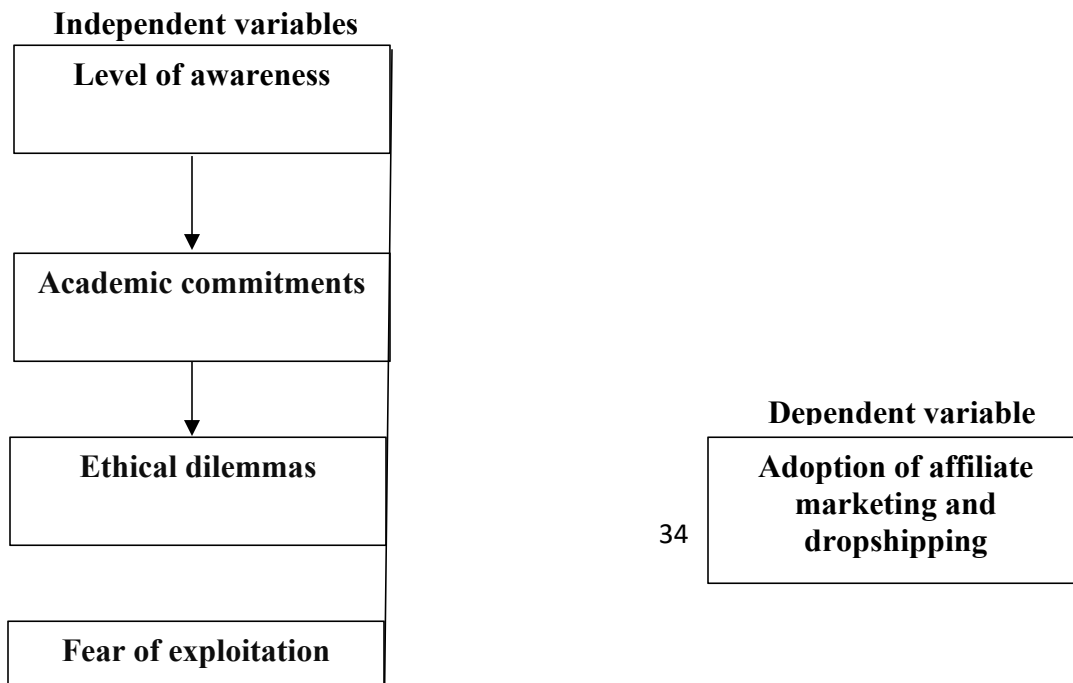 Independent variables
Level of awareness
Academic commitments
Ethical dilemmas
Fear of exploitation
Dependent variable
Adoption of affiliate
marketing and
dropshipping
34